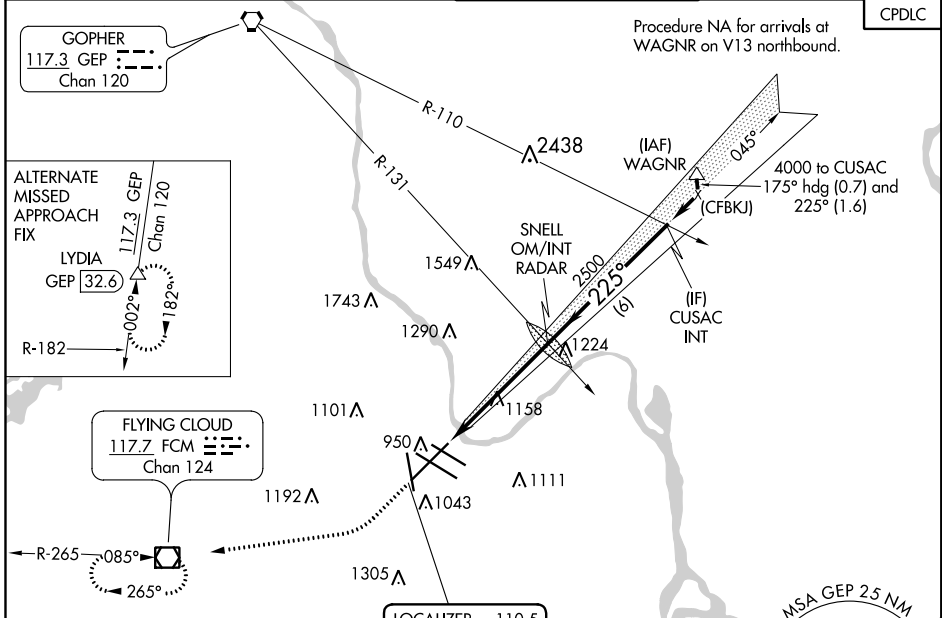 CPDLC
Procedure NA for arrivals at
WAGNR on V13 northbound.
GOPHER
117.3 GEP
Chan 120
R-110
R-131
2438
(IAF)
WAGNR
045°
4000 to CUSAC
175° hdg (0.7) and
225° (1.6)
(CFBKJ)
ALTERNATE
MISSED
APPROACH
FIX
117.3 GEP
Chan 120
LYDIA
GEP 32.6
002°
182°
R-182
SNELL
OM/INT
RADAR
2500
225°
(6)
(IF)
CUSAC
INT
1549
1743
1290
1224
1101
1158
950
1111
1192
1043
1305
FLYING CLOUD
117.7 FCM
Chan 124
R-265
085°
265°
LOCALIZER 110.5
MSA GEP 25 NM